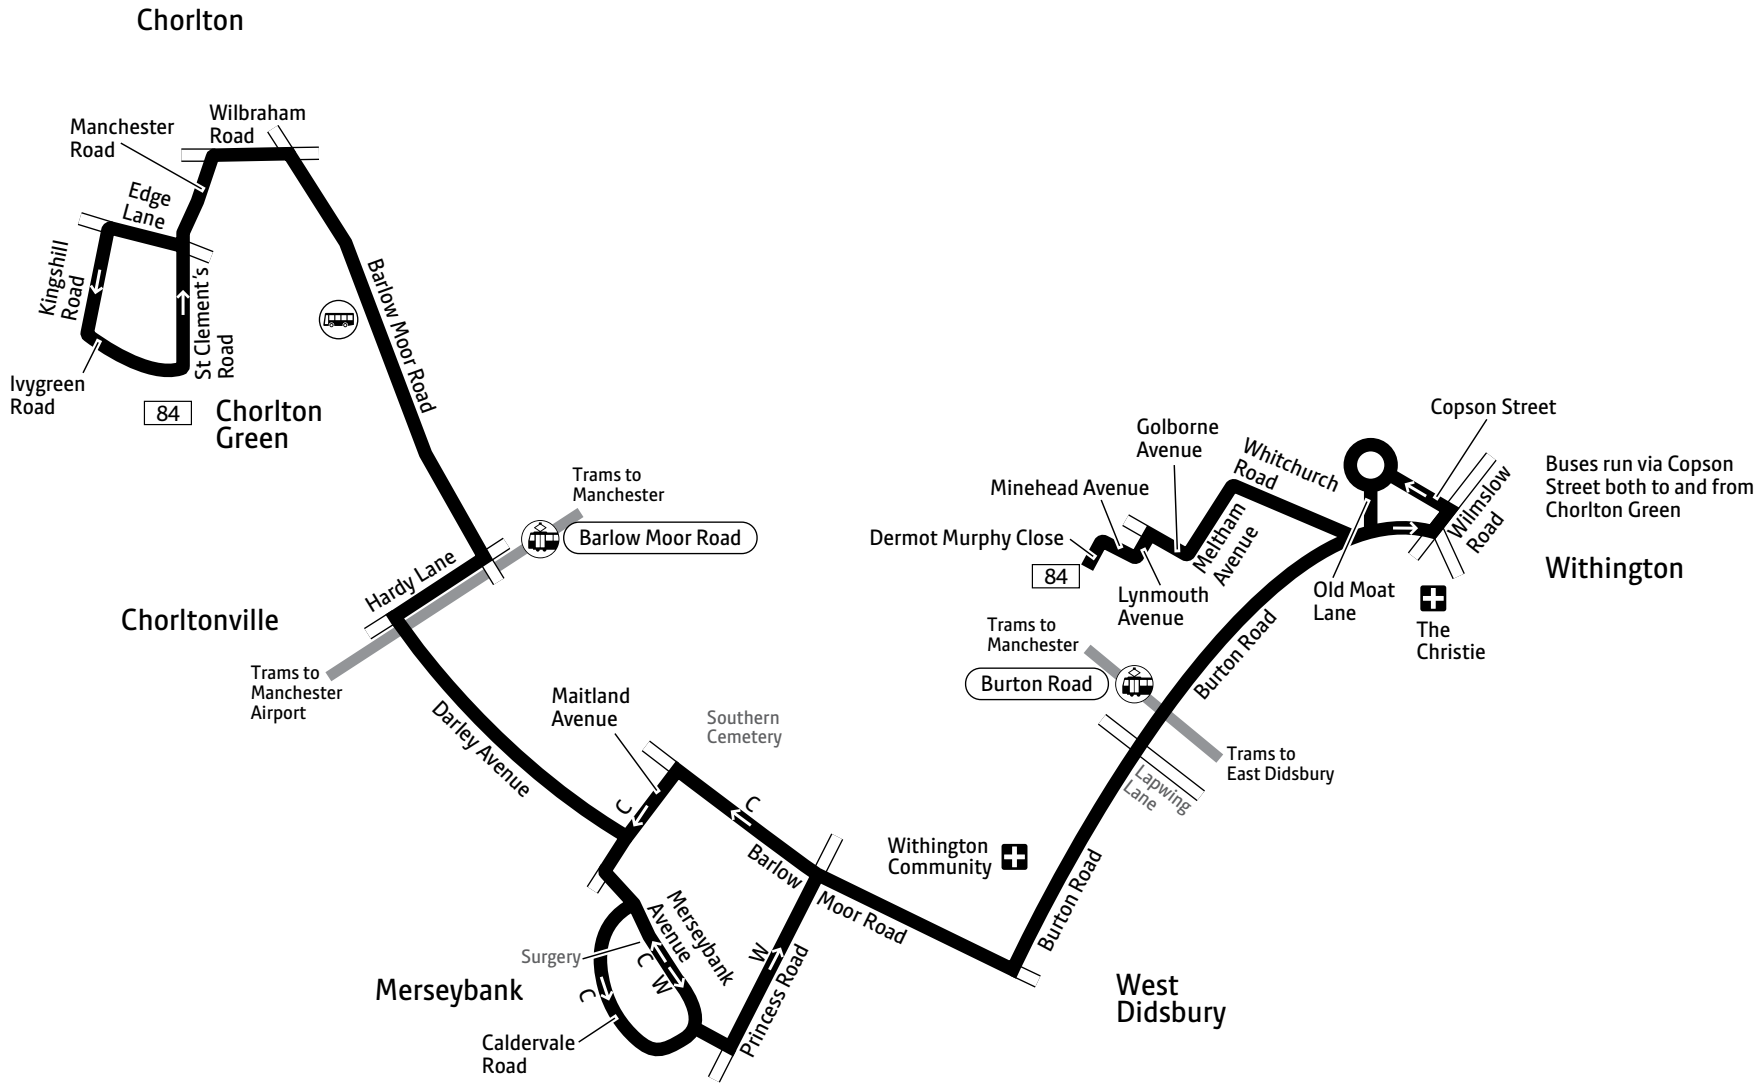 Chorlton
Wilbraham
Road
Manchester
Road
Edge
Lane
Kingshill
Road
St Clement's
Road
Ivygreen
Road
84
Chorlton
Green
Barlow Moor Road
Trams to
Manchester
Barlow Moor Road
Hardy Lane
Chorltonville
Trams to
Manchester
Airport
Darley Avenue
Maitland
Avenue
Southern
Cemetery
C
C
Barlow
Moor Road
Merseybank
Avenue
Merseybank
Surgery
C
W
C
W
Merseybank
Caldervale
Road
Princess Road
Withington
Community
Burton Road
West
Didsbury
Lapwing
Lane
Trams to
East Didsbury
Trams to
Manchester
Burton Road
Burton Road
Dermot Murphy Close
84
Minehead Avenue
Lynmouth
Avenue
Golborne
Avenue
Meltham
Avenue
Whitchurch
Road
Old Moat
Lane
Copson Street
Wilmslow
Road
Buses run via Copson
Street both to and from
Chorlton Green
Withington
The
Christie